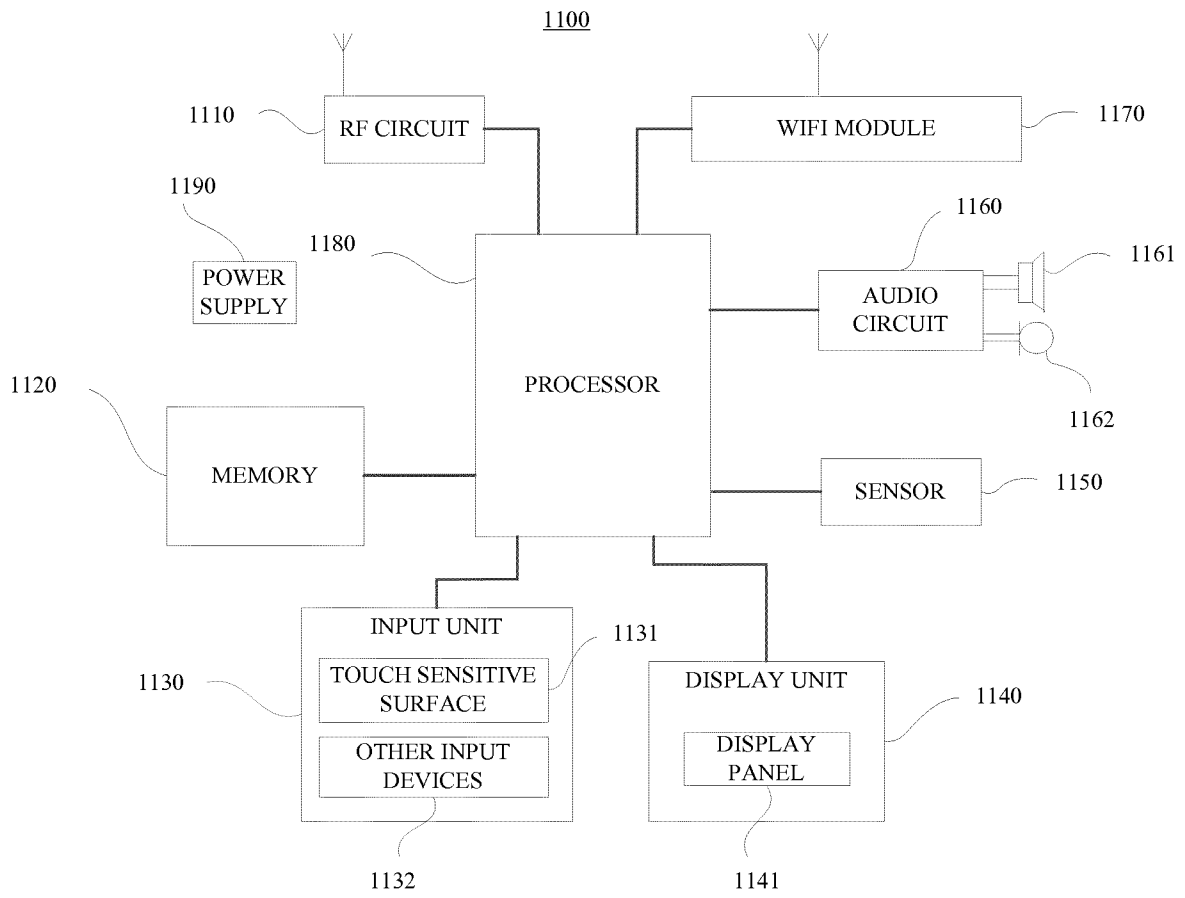 1100
1110
RF CIRCUIT
WIFI MODULE
1170
1190
POWER
SUPPLY
1180
PROCESSOR
1160
AUDIO
CIRCUIT
1161
1162
1120
MEMORY
SENSOR
1150
INPUT UNIT
1131
1130
TOUCH SENSITIVE
SURFACE
OTHER INPUT
DEVICES
1132
DISPLAY UNIT
1140
DISPLAY
PANEL
1141